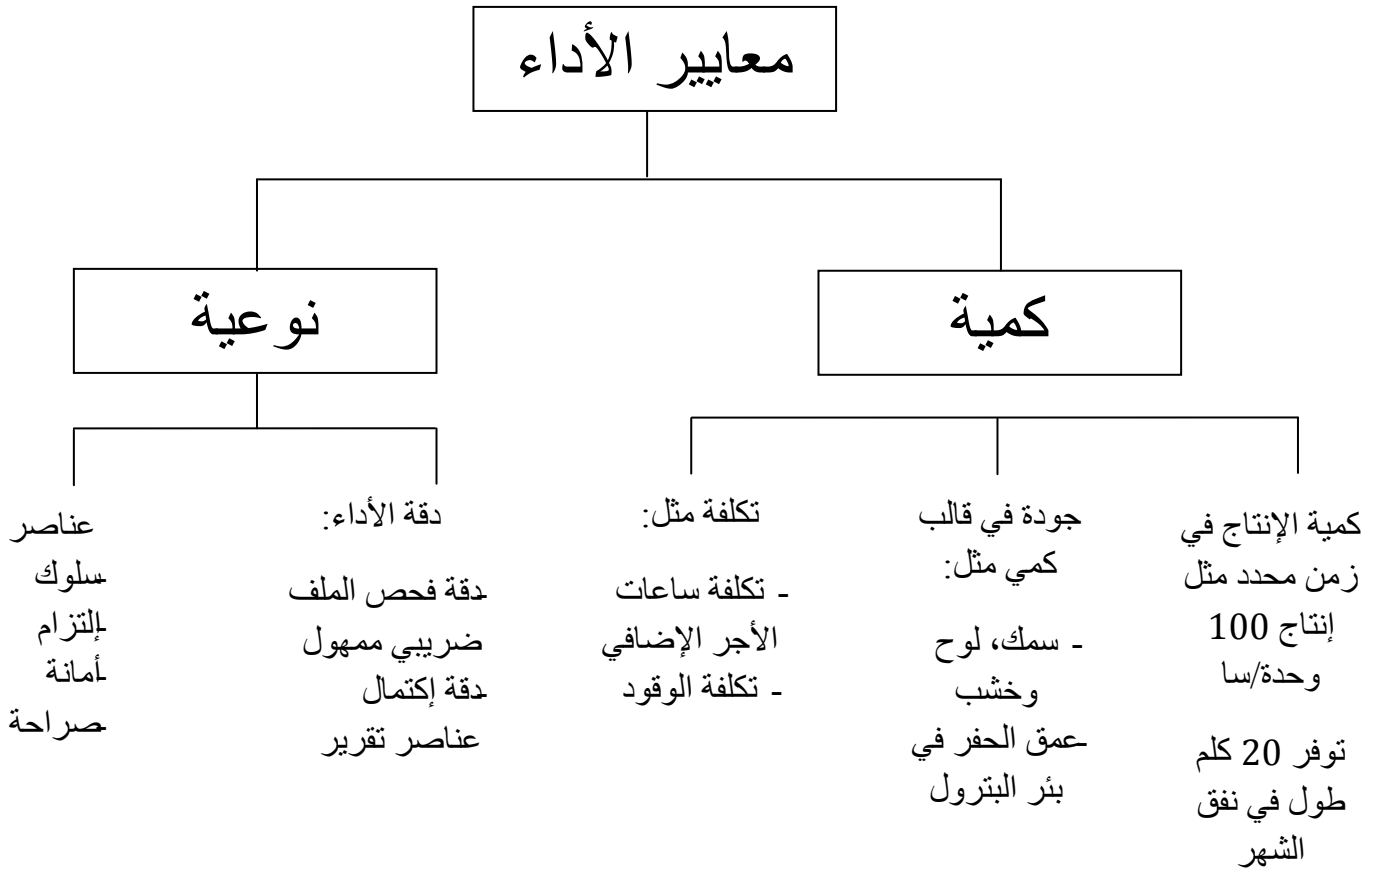 معايير الأداء
كمية
نوعية
كمية الإنتاج في
زمن محدد مثل
إنتاج 100
وحدة/سا
توفر 20 كلم
طول في نفق
الشهر
جودة في قالب
كمي مثل:
- سمك، لوح
وخشب
-عمق الحفر في
بئر البترول
تكلفة مثل:
- تكلفة ساعات
الأجر الإضافي
- تكلفة الوقود
دقة الأداء:
-دقة فحص الملف
ضريبي ممهول
-دقة إكتمال
عناصر تقرير
عناصر
-سلوك
-إلتزام
-أمانة
-صراحة